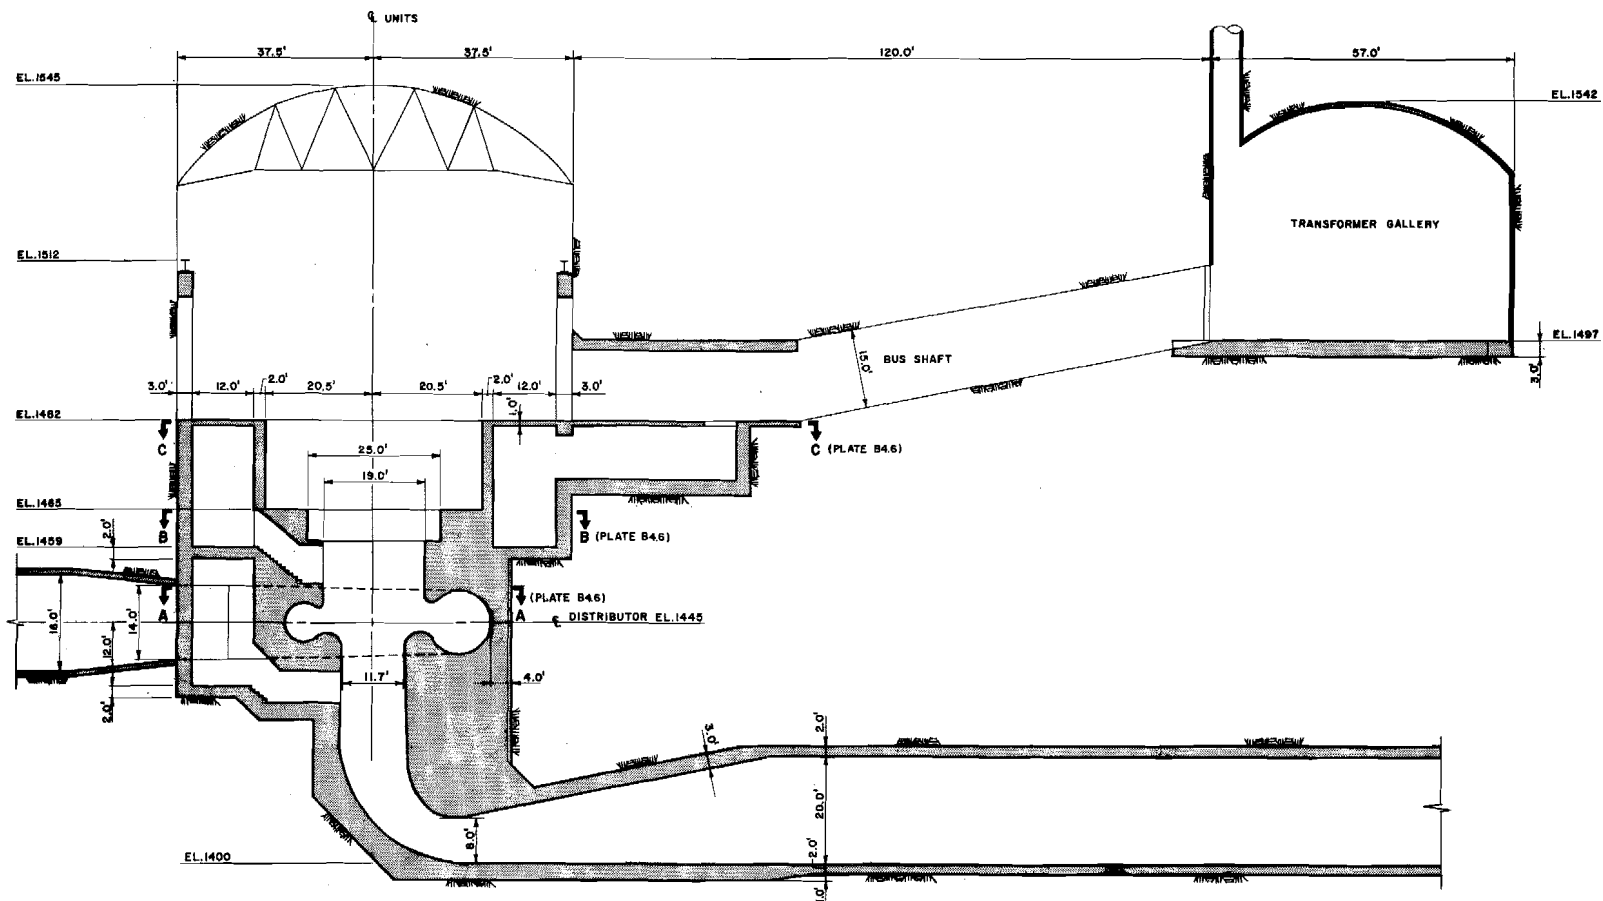 ℄ UNITS
37.5'
37.5'
120.0'
57.0'
EL.1545
EL.1542
TRANSFORMER GALLERY
EL.1512
EL.1497
3.0'
15.0'
BUS SHAFT
3.0'
12.0'
2.0'
20.5'
20.5'
2.0'
12.0'
3.0'
1.0'
EL.1482
C
C (PLATE B4.6)
25.0'
19.0'
EL.1465
B
B (PLATE B4.6)
2.0'
EL.1459
A
(PLATE B4.6)
A
℄ DISTRIBUTOR EL.1445
16.0'
14.0'
12.0'
2.0'
11.7'
4.0'
3.0'
2.0'
20.0'
8.0'
2.0'
1.0'
EL.1400